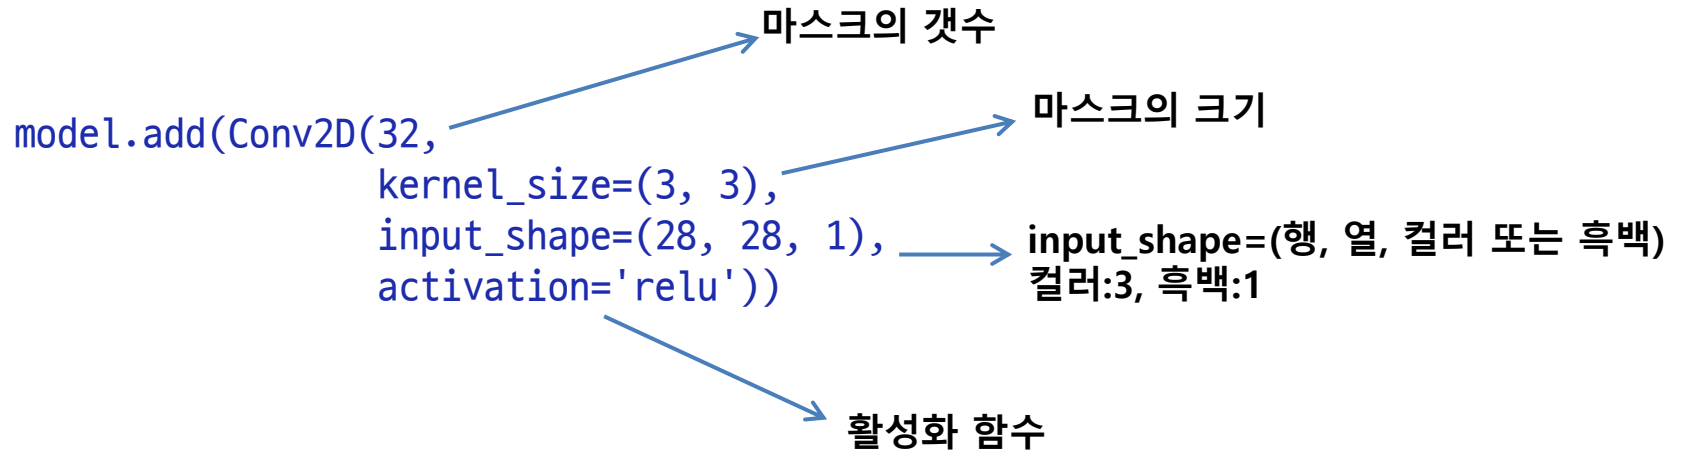 마스크의 갯수
마스크의 크기
model.add(Conv2D(32,
kernel_size=(3, 3),
input_shape=(28, 28, 1),
activation='relu'))
input_shape=(행, 열, 컬러 또는 흑백)
컬러:3, 흑백:1
활성화 함수